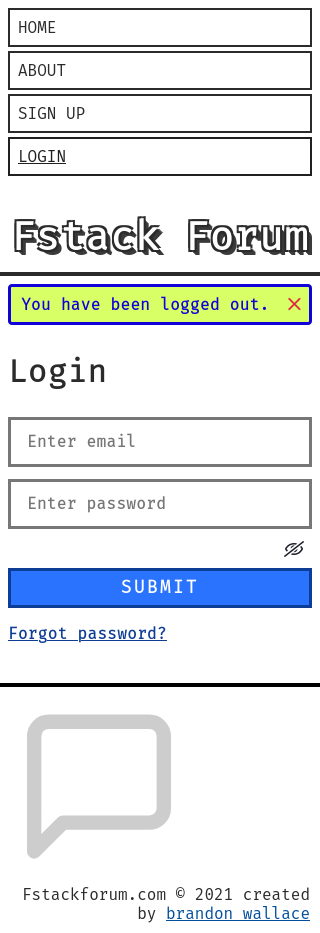 HOME
ABOUT
SIGN UP
LOGIN
Fstack Forum
You have been logged out.
Login
Enter email
Enter password
SUBMIT
Forgot password?
Fstackforum.com © 2021 created
by brandon wallace